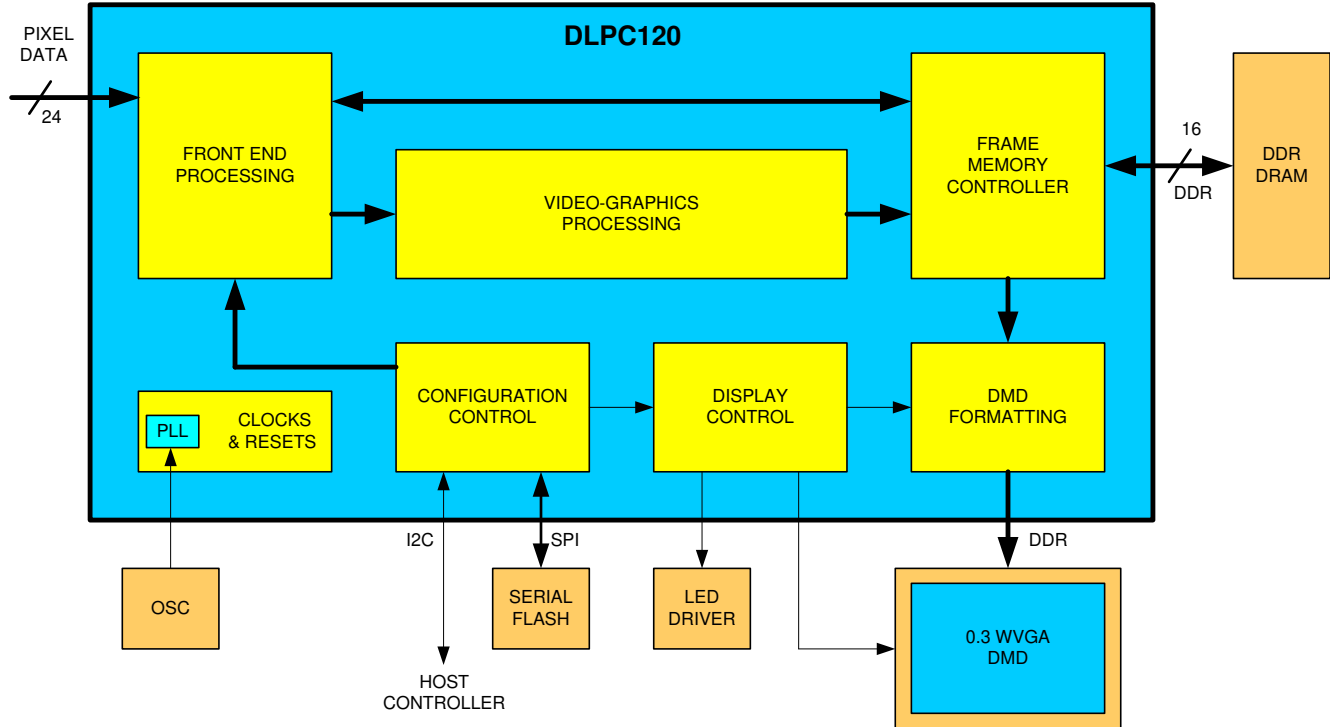 DLPC120
PIXEL
DATA
24
FRONT END
PROCESSING
VIDEO-GRAPHICS
PROCESSING
FRAME
MEMORY
CONTROLLER
16
DDR
DDR
DRAM
CONFIGURATION
CONTROL
DISPLAY
CONTROL
DMD
FORMATTING
PLL
CLOCKS
& RESETS
I2C
SPI
DDR
OSC
SERIAL
FLASH
LED
DRIVER
0.3 WVGA
DMD
HOST
CONTROLLER